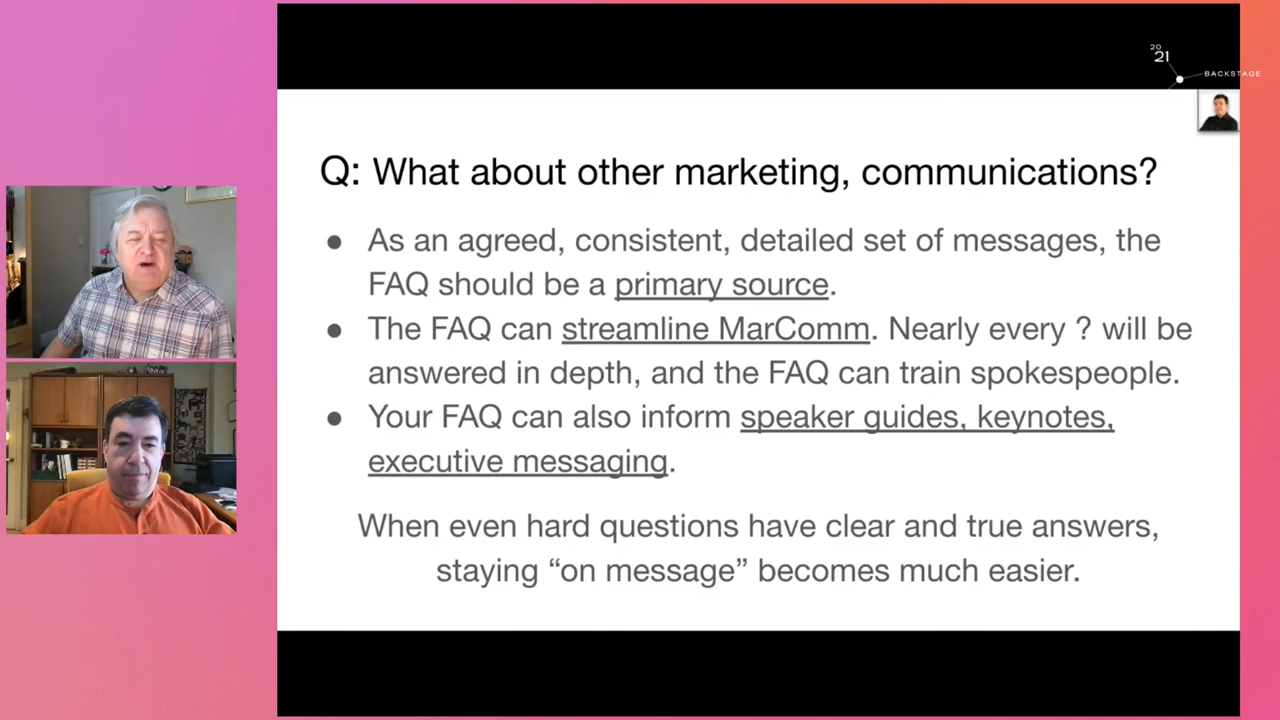 20
21
BACKSTAGE
Q: What about other marketing, communications?
● As an agreed, consistent, detailed set of messages, the
FAQ should be a primary source.
● The FAQ can streamline MarComm. Nearly every ? will be
answered in depth, and the FAQ can train spokespeople.
● Your FAQ can also inform speaker guides, keynotes,
executive messaging.
When even hard questions have clear and true answers,
staying “on message” becomes much easier.